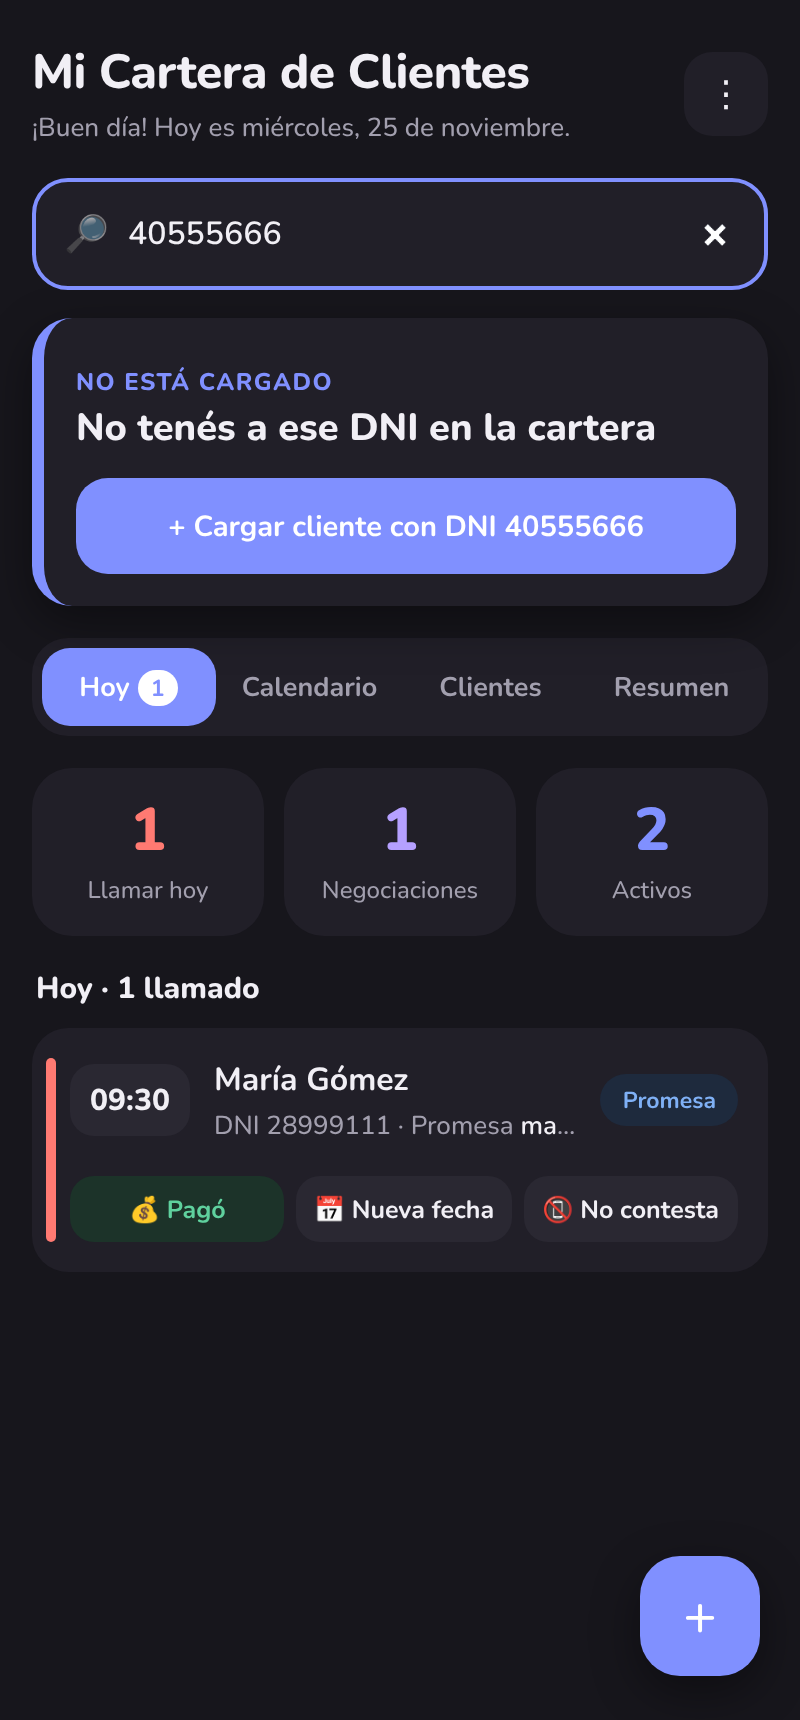 Mi Cartera de Clientes
¡Buen día! Hoy es miércoles, 25 de noviembre.
40555666
NO ESTÁ CARGADO
No tenés a ese DNI en la cartera
+ Cargar cliente con DNI 40555666
Hoy 1 Calendario Clientes Resumen
1 1 2
Llamar hoy Negociaciones Activos
Hoy · 1 llamado
09:30 María Gómez Promesa
DNI 28999111 · Promesa ma...
Pagó Nueva fecha No contesta